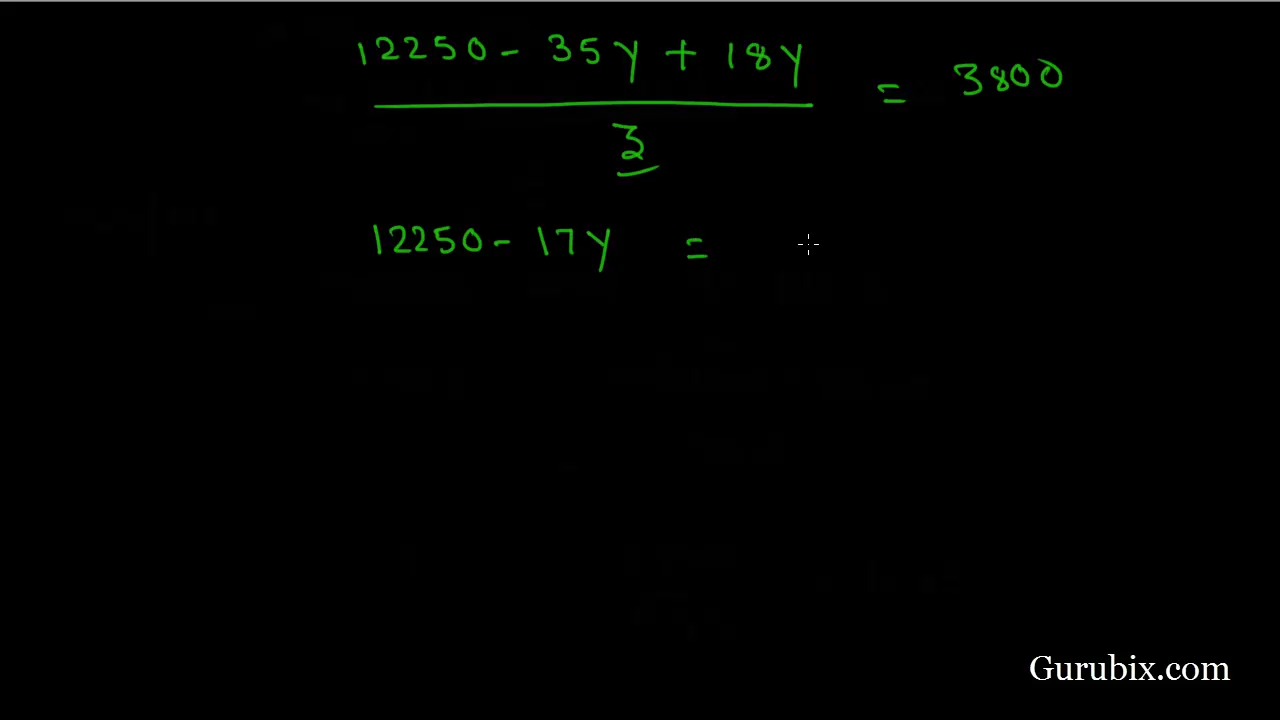 12250 - 35y + 18y = 3800
3
12250 - 17y =
Gurubix.com